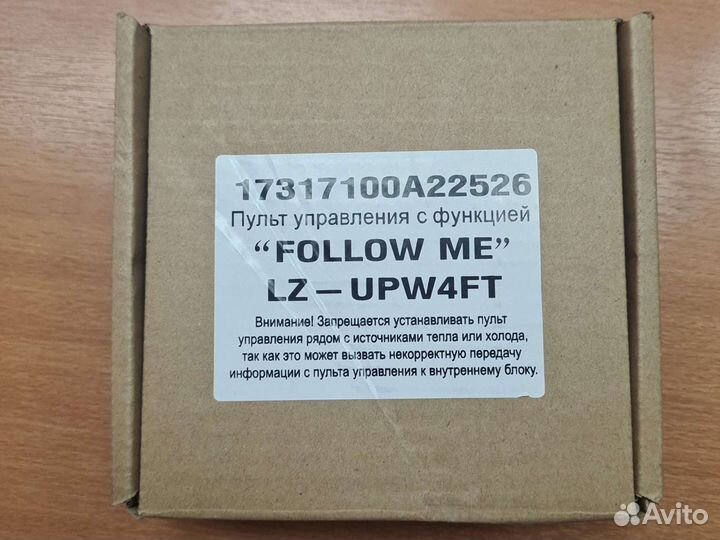 17317100A22526
Пульт управления с функцией
“FOLLOW ME”
LZ – UPW4FT
Внимание! Запрещается устанавливать пульт
управления рядом с источниками тепла или холода,
так как это может вызвать некорректную передачу
информации с пульта управления к внутреннему блоку.
Avito